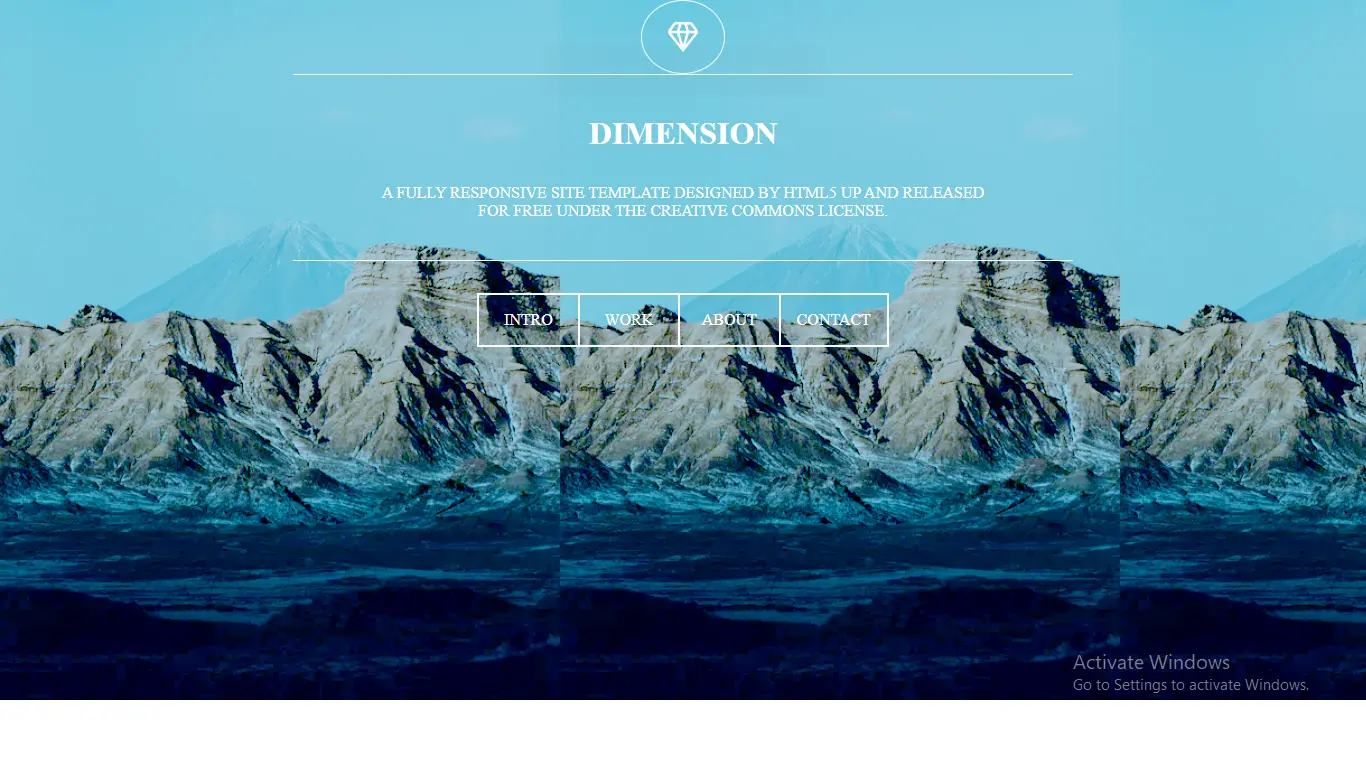 DIMENSION
A FULLY RESPONSIVE SITE TEMPLATE DESIGNED BY HTML5 UP AND RELEASED
FOR FREE UNDER THE CREATIVE COMMONS LICENSE.
INTRO WORK ABOUT CONTACT
Activate Windows
Go to Settings to activate Windows.